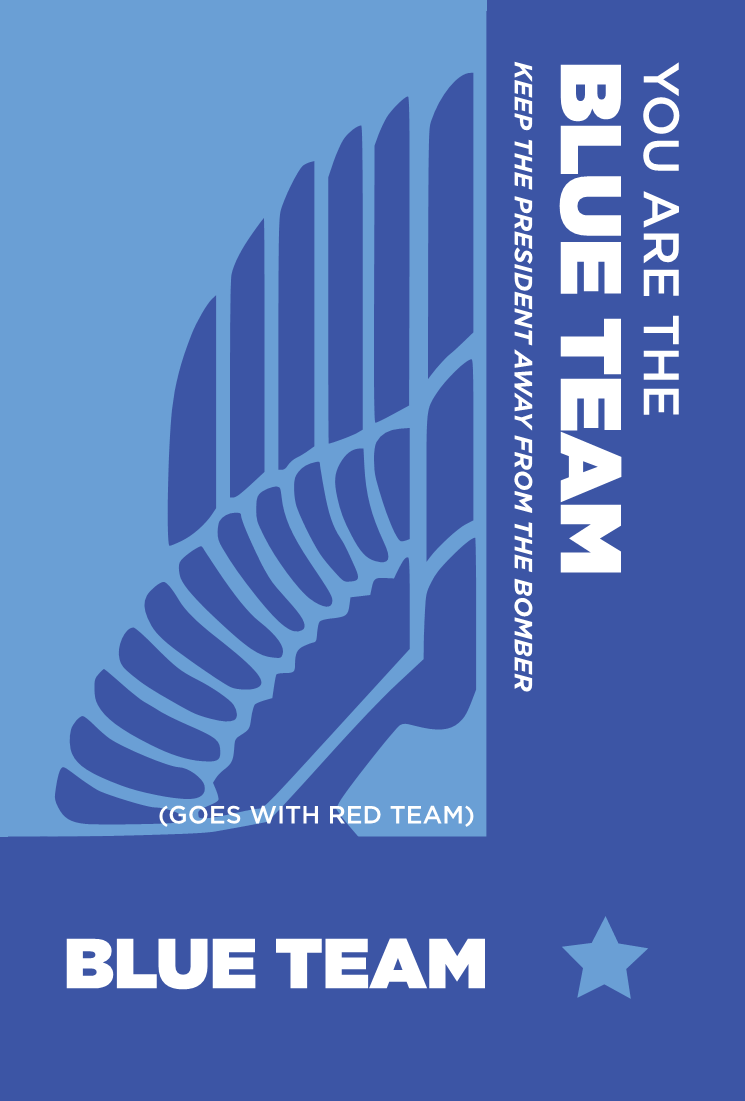 YOU ARE THE
BLUE TEAM
KEEP THE PRESIDENT AWAY FROM THE BOMBER
(GOES WITH RED TEAM)
BLUE TEAM